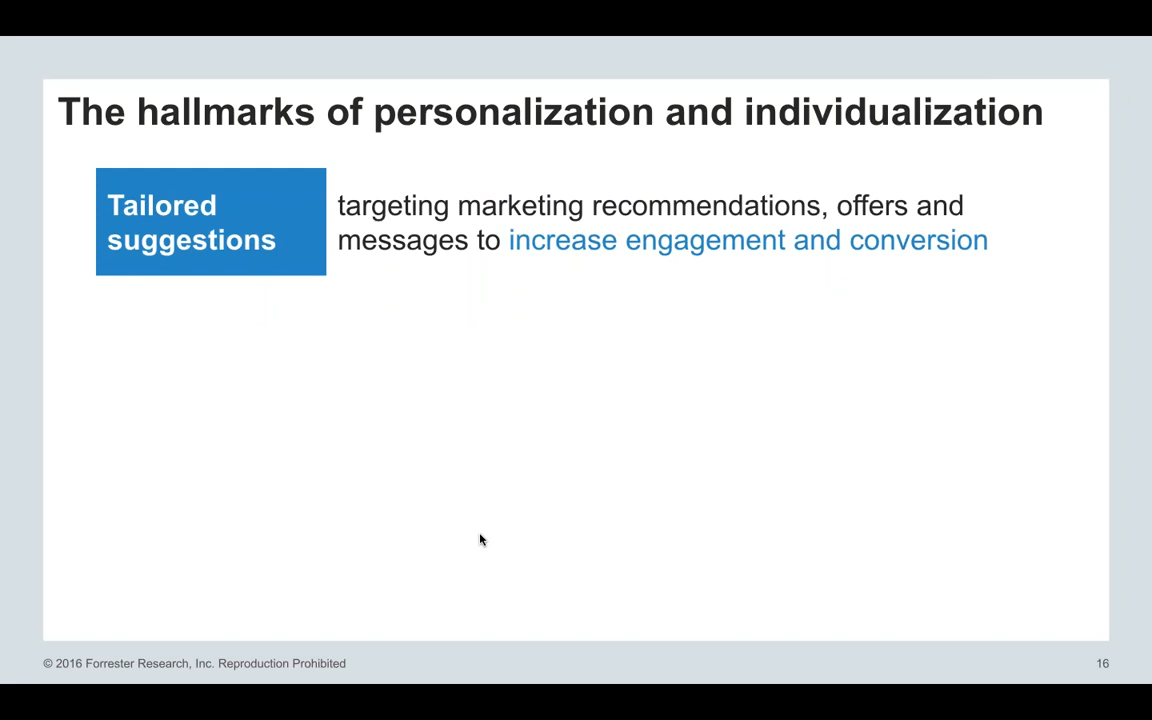 The hallmarks of personalization and individualization
Tailored
suggestions
targeting marketing recommendations, offers and
messages to increase engagement and conversion
© 2016 Forrester Research, Inc. Reproduction Prohibited
16